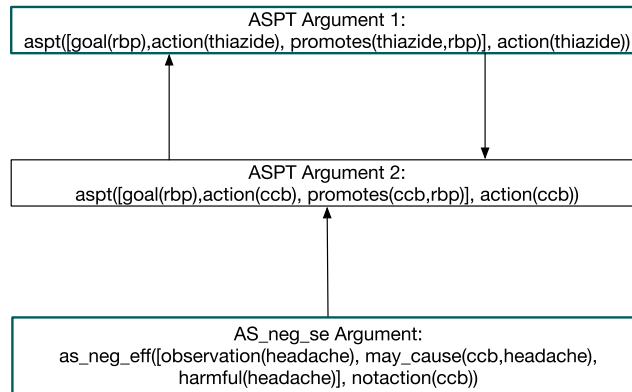 ASPT Argument 1:
aspt([goal(rbp),action(thiazide), promotes(thiazide,rbp)], action(thiazide))
ASPT Argument 2:
aspt([goal(rbp),action(ccb), promotes(ccb,rbp)], action(ccb))
AS_neg_se Argument:
as_neg_eff([observation(headache), may_cause(ccb,headache),
harmful(headache)], notaction(ccb))